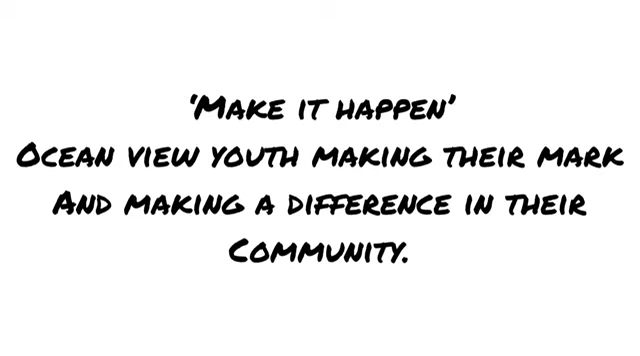 'Make it happen'
Ocean view youth making their mark
And making a difference in their
Community.